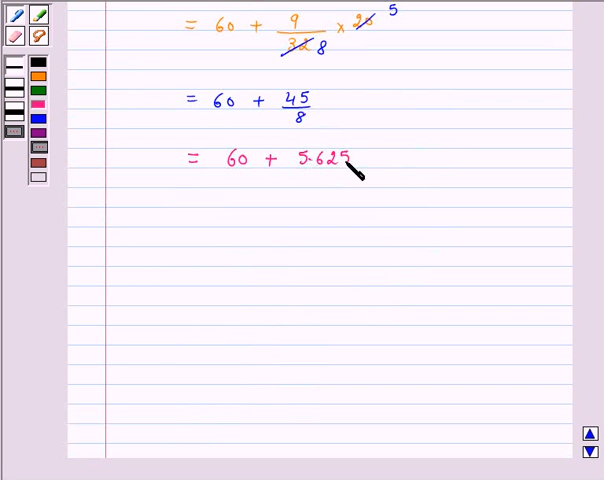 5
= 60 + 9/32 × 20
8
= 60 + 45/8
= 60 + 5.625